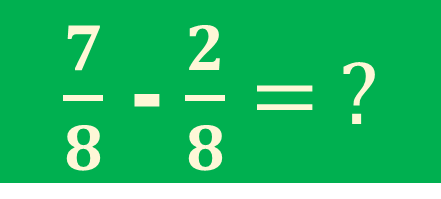 7/8 - 2/8 = ?